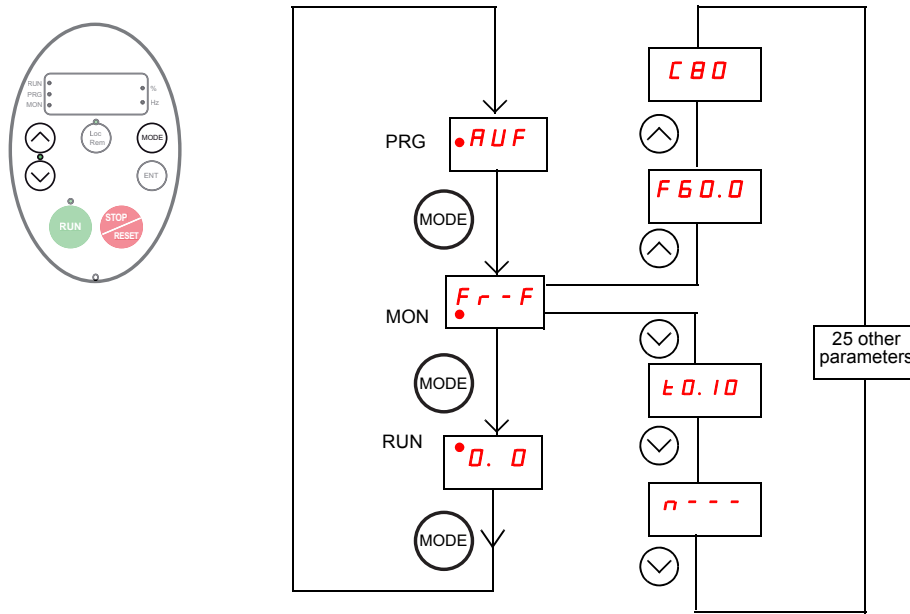 RUN
PRG
MON
%
Hz
Loc
Rem
MODE
ENT
RUN
STOP
RESET
PRG
AUF
MODE
MON
Fr-F
MODE
RUN
0.0
MODE
C80
F60.0
t0.10
n---
25 other
parameters